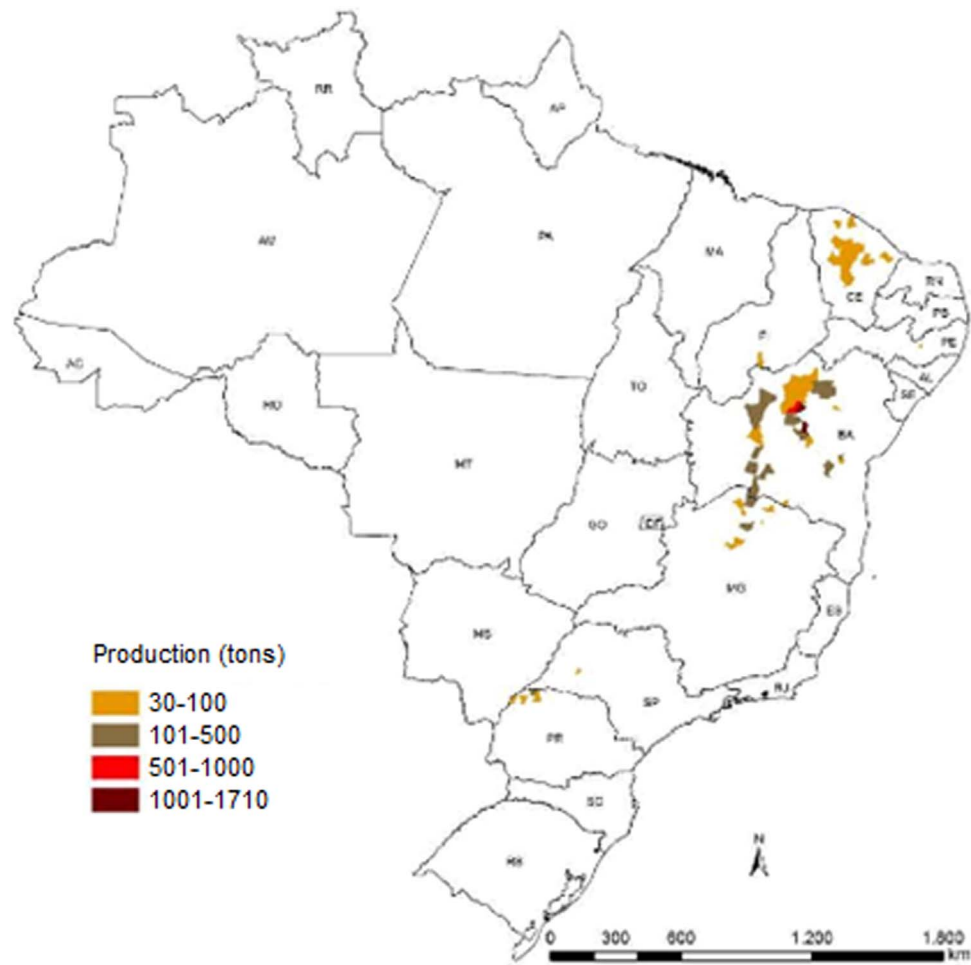 RR
AP
AM
PA
MA
CE
RN
PB
PE
PI
AL
SE
AC
TO
RO
BA
MT
GO
DF
MG
ES
MS
SP
RJ
PR
SC
RS
Production (tons)
30-100
101-500
501-1000
1001-1710
N
0 300 600 1.200 1.800
km